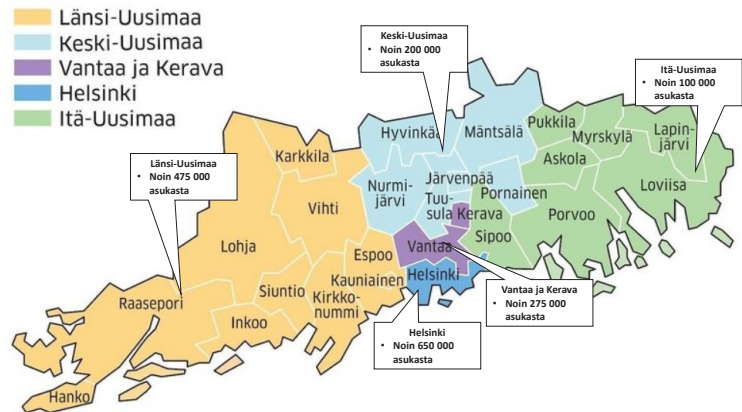 Länsi-Uusimaa
Keski-Uusimaa
Vantaa ja Kerava
Helsinki
Itä-Uusimaa
Keski-Uusimaa
• Noin 200 000
asukasta
Itä-Uusimaa
• Noin 100 000
asukasta
Länsi-Uusimaa
• Noin 475 000
asukasta
Hyvinkää
Mäntsälä
Pukkila
Myrskylä
Lapin-
järvi
Karkkila
Askola
Loviisa
Nurmi-
järvi
Järvenpää
Pornainen
Tuu-
sula
Kerava
Vihti
Porvoo
Sipoo
Lohja
Espoo
Vantaa
Helsinki
Kauniainen
Kirkko-
nummi
Siuntio
Raasepori
Inkoo
Hanko
Vantaa ja Kerava
• Noin 275 000
asukasta
Helsinki
• Noin 650 000
asukasta